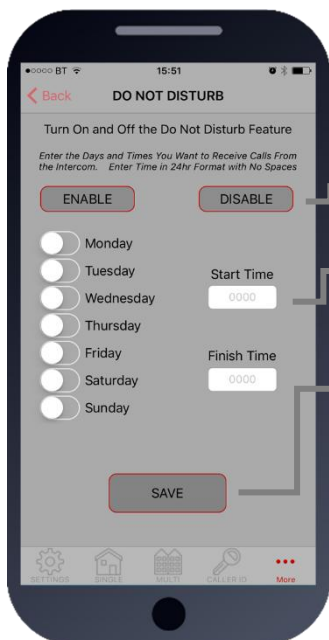 ●○○○○ BT 15:51
Back DO NOT DISTURB
Turn On and Off the Do Not Disturb Feature
Enter the Days and Times You Want to Receive Calls From
the Intercom. Enter Time in 24hr Format with No Spaces
ENABLE DISABLE
Monday
Tuesday
Start Time
Wednesday
0000
Thursday
Friday
Finish Time
Saturday
0000
Sunday
SAVE
SETTINGS SINGLE MULTI CALLER ID More